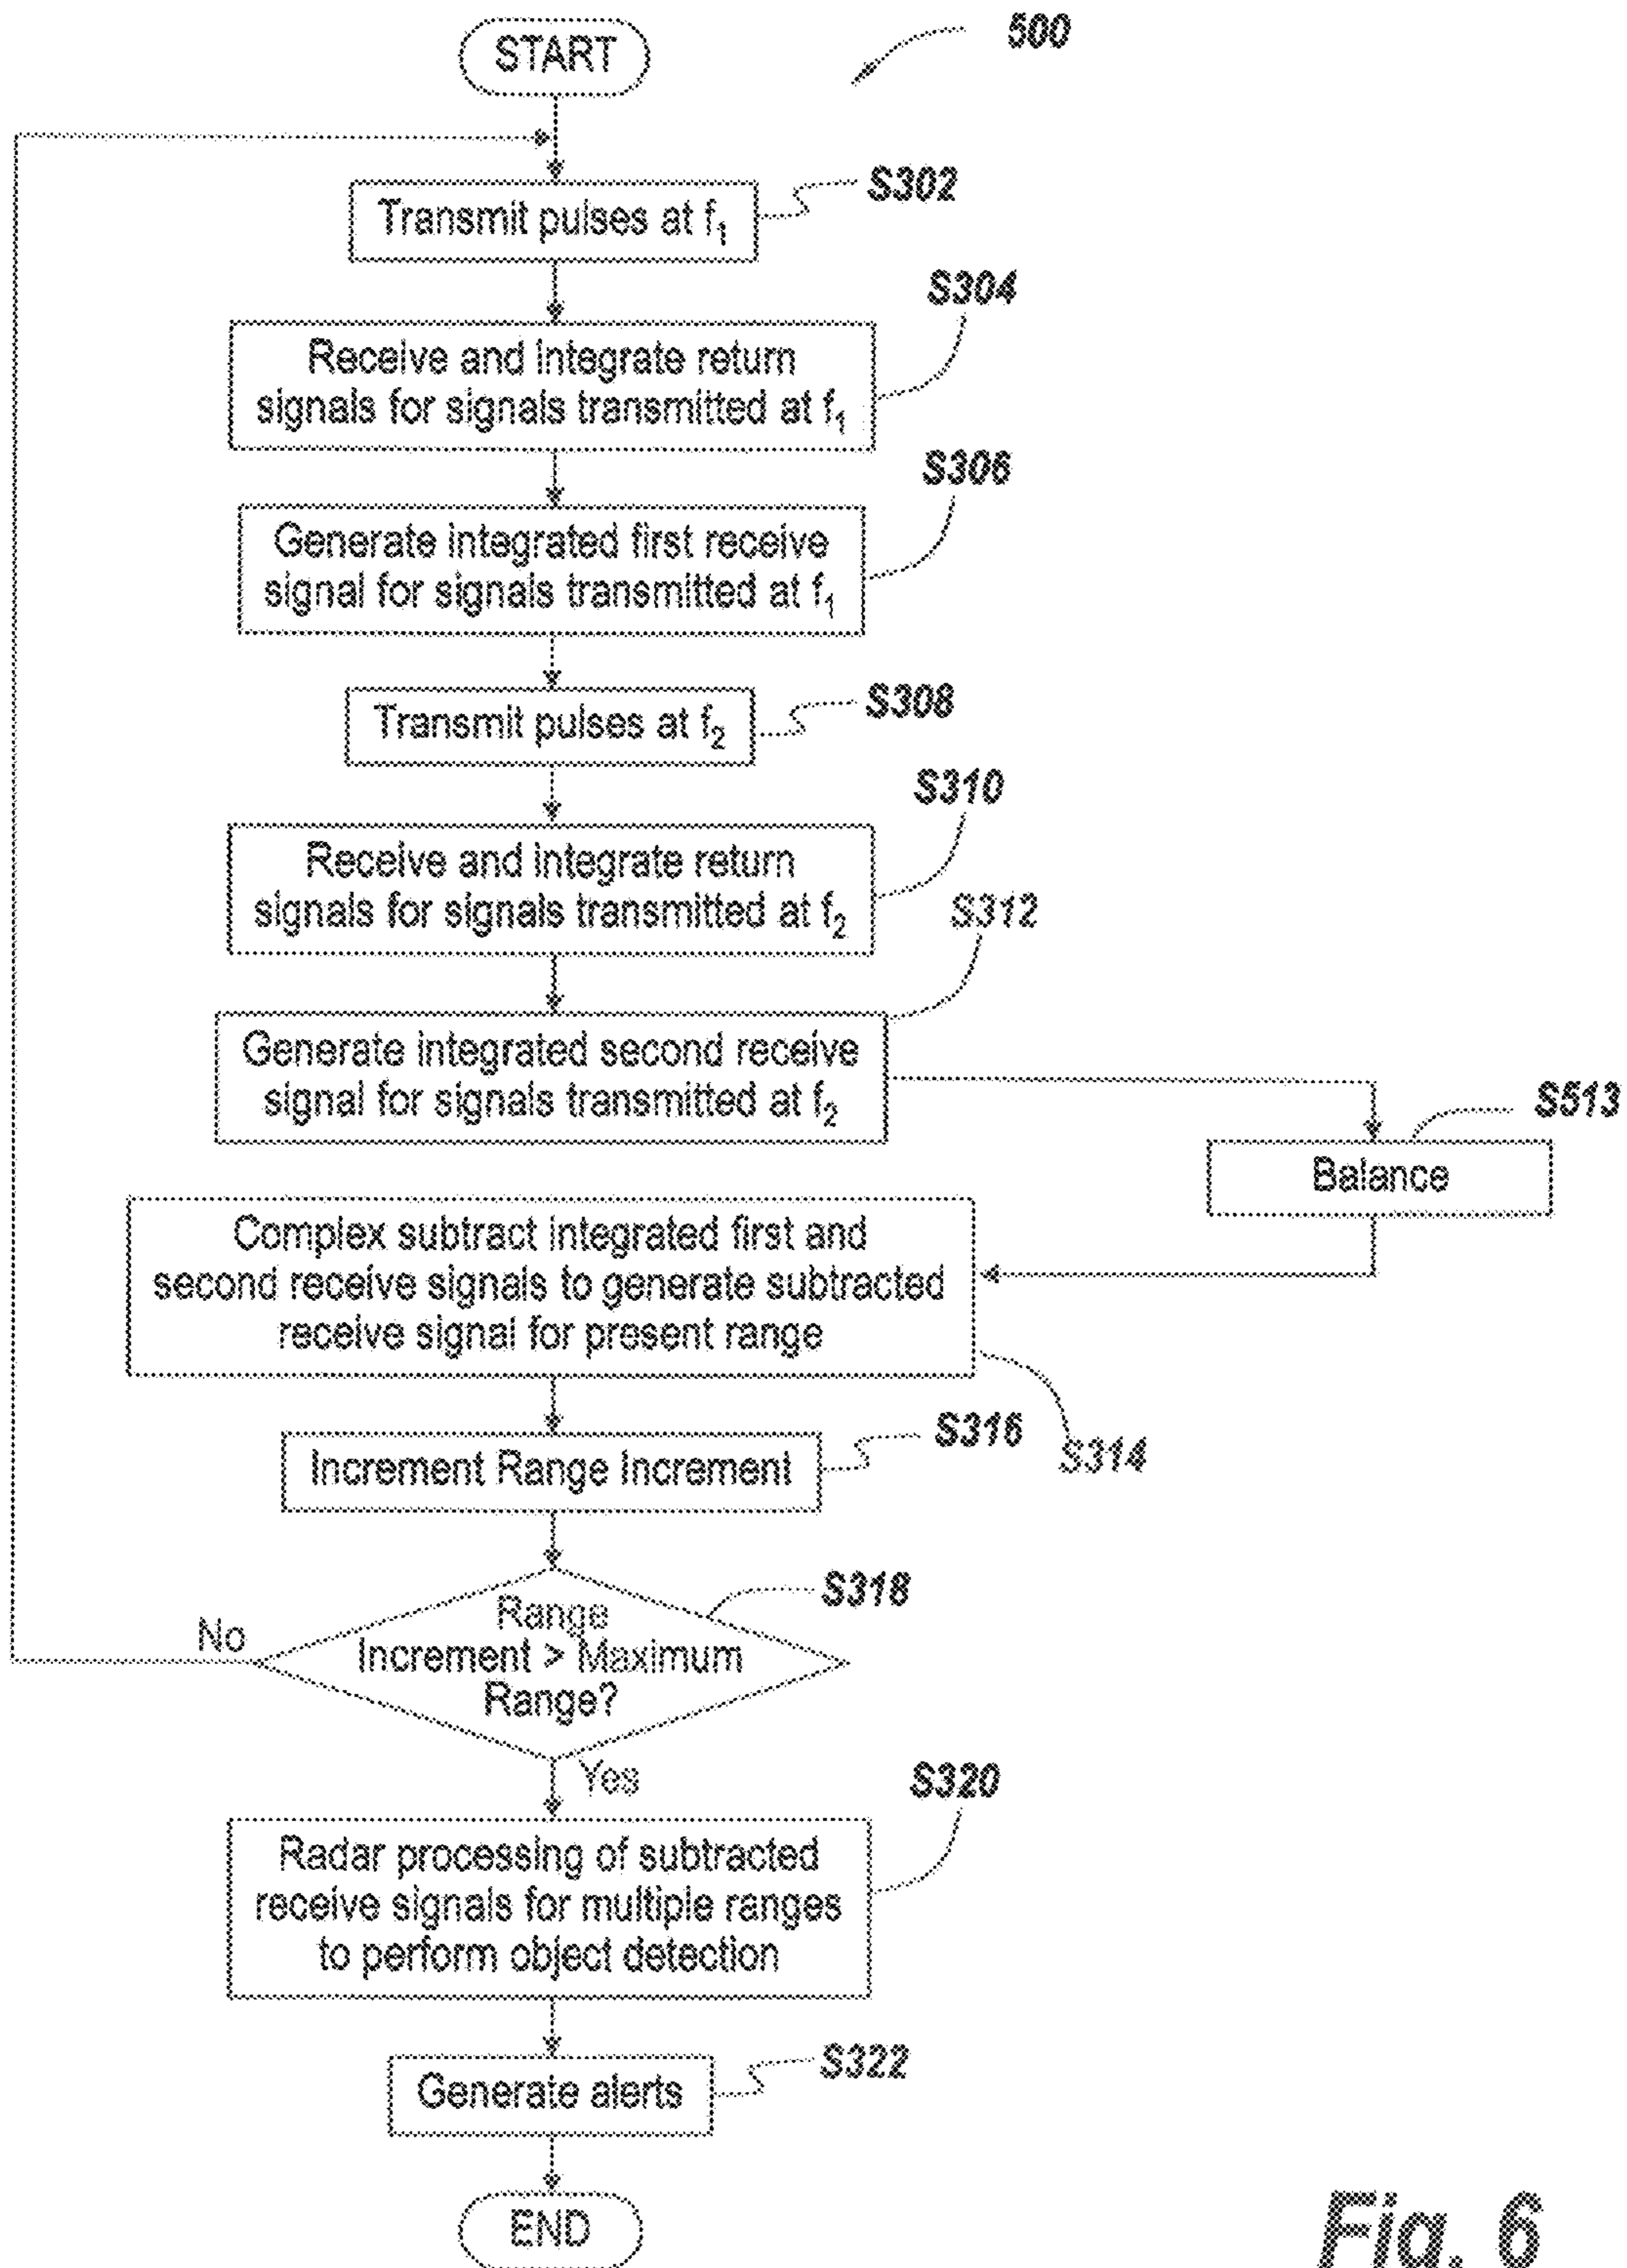 START
500
Transmit pulses at f1
S302
S304
Receive and integrate return
signals for signals transmitted at f1
S306
Generate integrated first receive
signal for signals transmitted at f1
Transmit pulses at f2
S308
S310
Receive and integrate return
signals for signals transmitted at f2
S312
Generate integrated second receive
signal for signals transmitted at f2
S513
Balance
Complex subtract integrated first and
second receive signals to generate subtracted
receive signal for present range
S314
S316
Increment Range Increment
S318
Range
Increment > Maximum
Range?
No
Yes
S320
Radar processing of subtracted
receive signals for multiple ranges
to perform object detection
Generate alerts
S322
END
Fig. 6